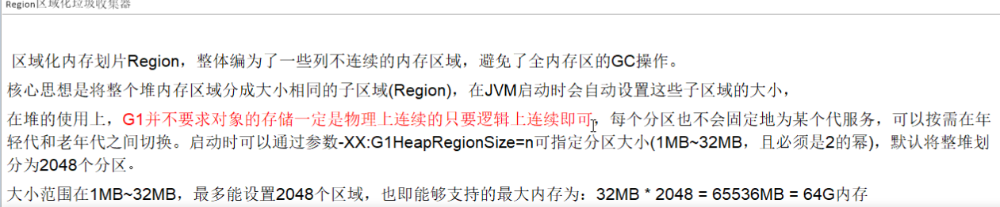 Region区域化垃圾收集器
区域化内存划片Region，整体编为了一些列不连续的内存区域，避免了全内存区的GC操作。
核心思想是将整个堆内存区域分成大小相同的子区域(Region)，在JVM启动时会自动设置这些子区域的大小，
在堆的使用上，G1并不要求对象的存储一定是物理上连续的只要逻辑上连续即可，每个分区也不会固定地为某个代服务，可以按需在年
轻代和老年代之间切换。启动时可以通过参数-XX:G1HeapRegionSize=n可指定分区大小(1MB~32MB，且必须是2的幂)，默认将整堆划
分为2048个分区。
大小范围在1MB~32MB，最多能设置2048个区域，也即能够支持的最大内存为：32MB * 2048 = 65536MB = 64G内存